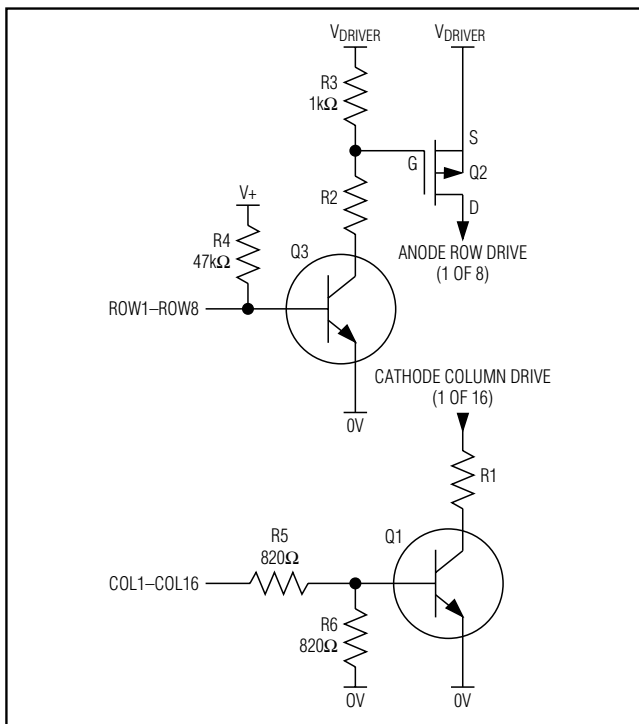 VDRIVER
VDRIVER
R3
1kΩ
S
G
Q2
R2
D
V+
R4
47kΩ
Q3
ANODE ROW DRIVE
(1 OF 8)
ROW1–ROW8
CATHODE COLUMN DRIVE
(1 OF 16)
0V
R1
Q1
R5
820Ω
COL1–COL16
R6
820Ω
0V
0V